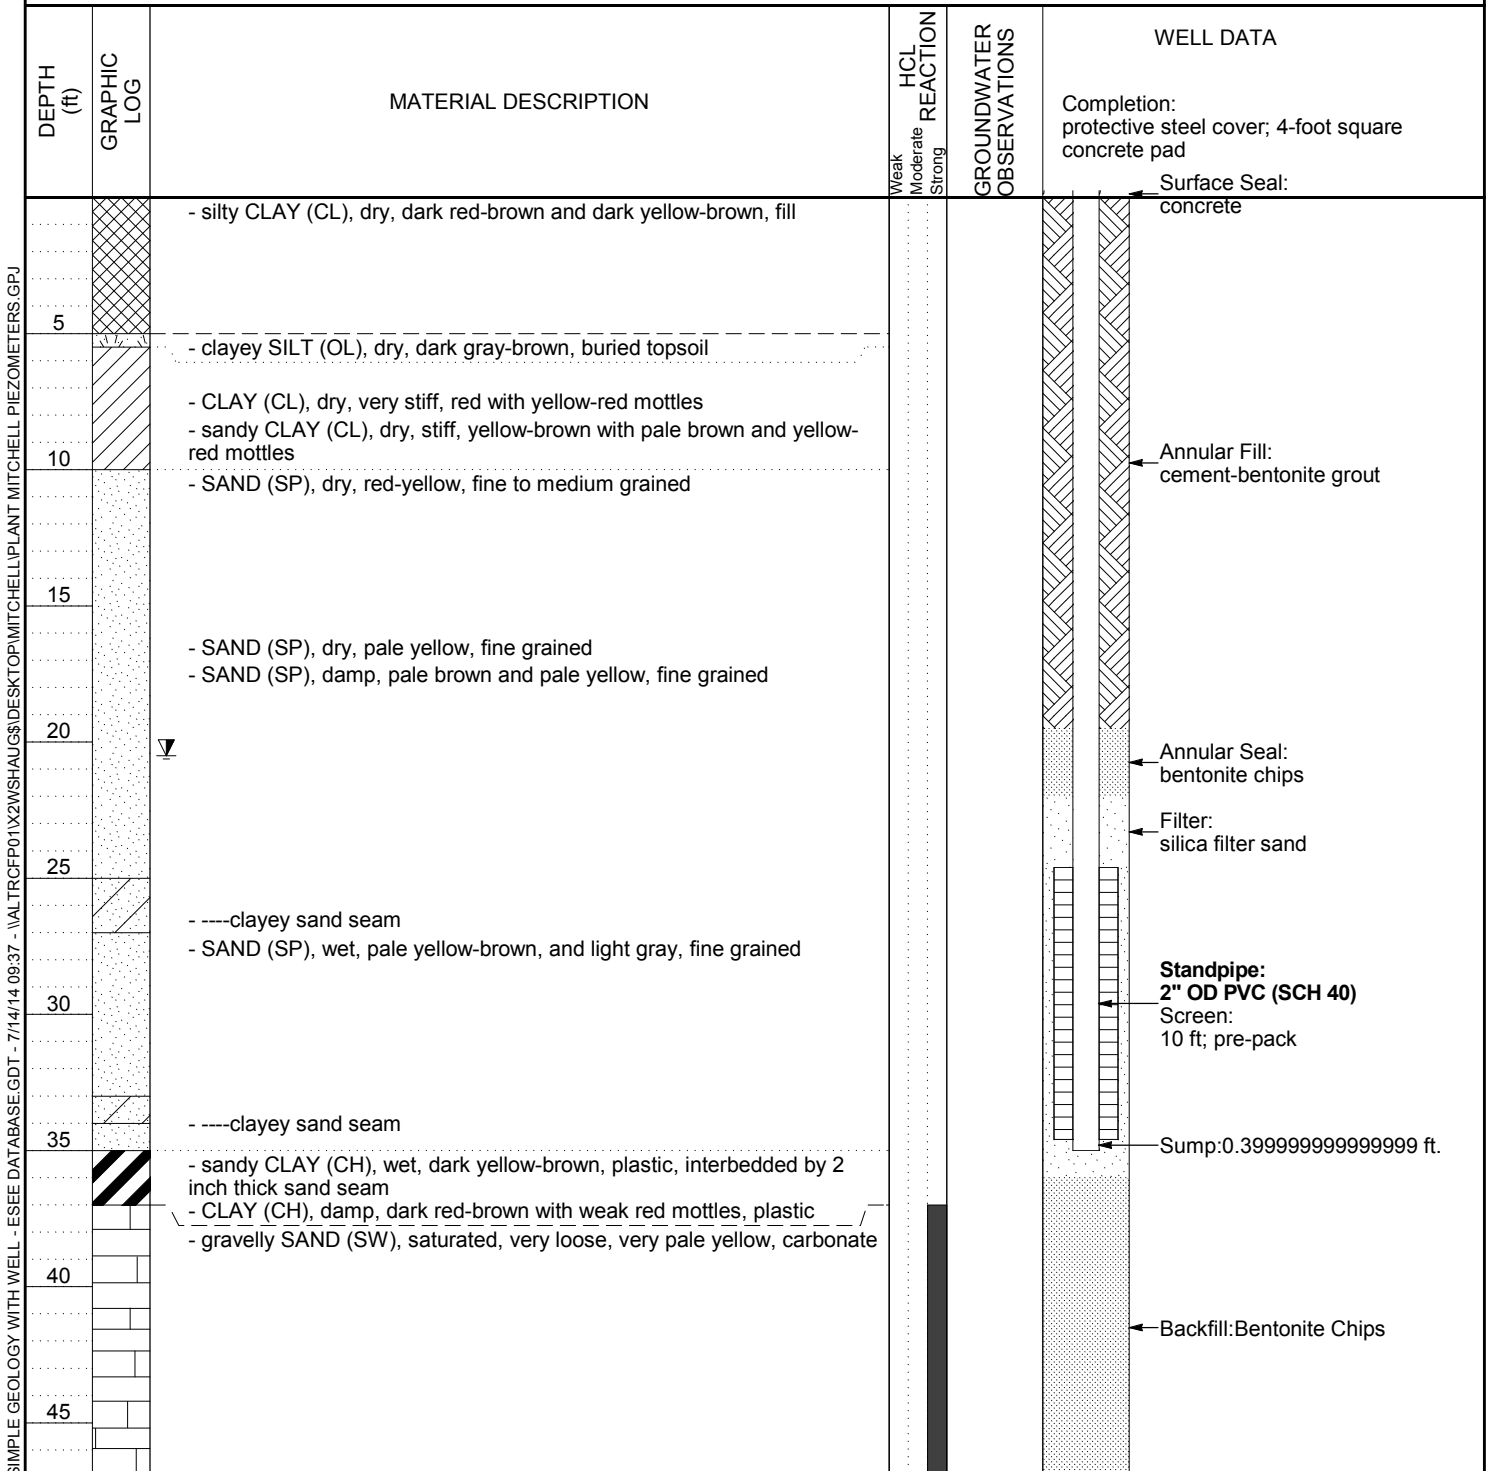 DEPTH
(ft)
GRAPHIC
LOG
MATERIAL DESCRIPTION
HCL
REACTION
Weak
Moderate
Strong
GROUNDWATER
OBSERVATIONS
WELL DATA
Completion:
protective steel cover; 4-foot square
concrete pad
Surface Seal:
concrete
- silty CLAY (CL), dry, dark red-brown and dark yellow-brown, fill
5
- clayey SILT (OL), dry, dark gray-brown, buried topsoil
- CLAY (CL), dry, very stiff, red with yellow-red mottles
- sandy CLAY (CL), dry, stiff, yellow-brown with pale brown and yellow-
red mottles
10
Annular Fill:
cement-bentonite grout
- SAND (SP), dry, red-yellow, fine to medium grained
15
- SAND (SP), dry, pale yellow, fine grained
- SAND (SP), damp, pale brown and pale yellow, fine grained
20
Annular Seal:
bentonite chips
Filter:
silica filter sand
25
- ----clayey sand seam
- SAND (SP), wet, pale yellow-brown, and light gray, fine grained
Standpipe:
2" OD PVC (SCH 40)
Screen:
10 ft; pre-pack
30
- ----clayey sand seam
35
Sump:0.399999999999999 ft.
- sandy CLAY (CH), wet, dark yellow-brown, plastic, interbedded by 2
inch thick sand seam
- CLAY (CH), damp, dark red-brown with weak red mottles, plastic
- gravelly SAND (SW), saturated, very loose, very pale yellow, carbonate
40
Backfill:Bentonite Chips
45
SIMPLE GEOLOGY WITH WELL - ESEE DATABASE.GDT - 7/14/14 09:37 - \\ALTRCFP01\X2WSHAUG$\DESKTOP\MITCHELL\PLANT MITCHELL PIEZOMETERS.GPJ